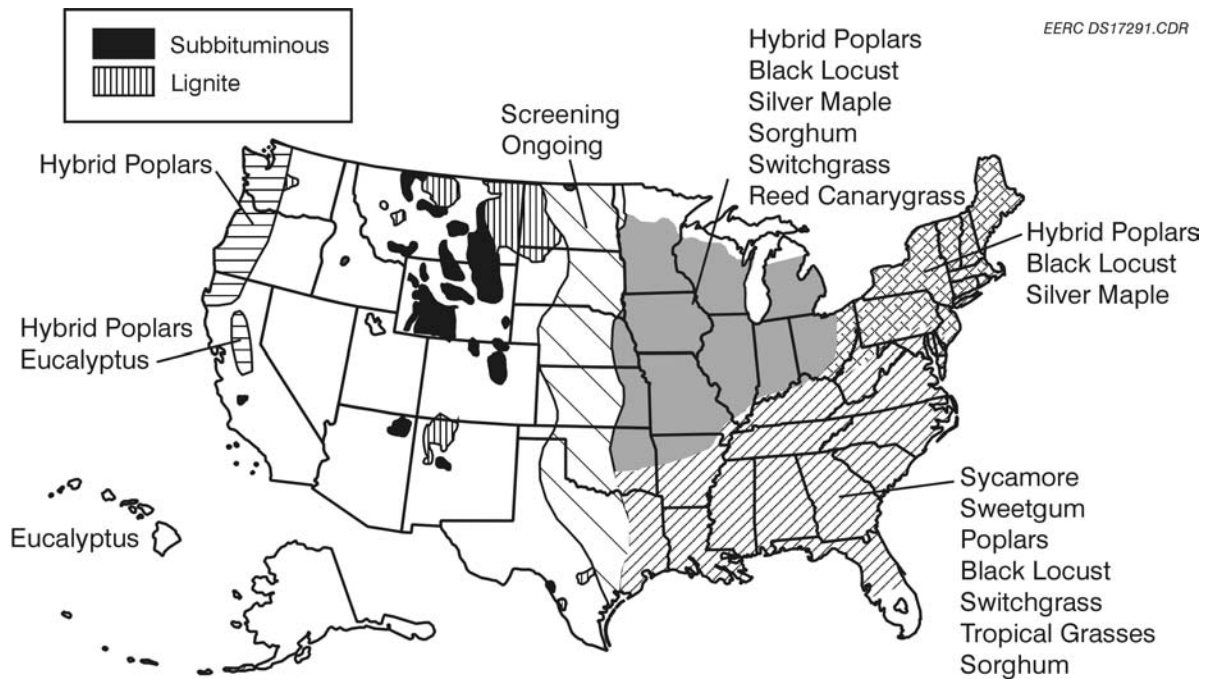 Subbituminous
Lignite
EERC DS17291.CDR
Hybrid Poplars
Black Locust
Silver Maple
Sorghum
Switchgrass
Reed Canarygrass
Screening
Ongoing
Hybrid Poplars
Hybrid Poplars
Black Locust
Silver Maple
Hybrid Poplars
Eucalyptus
Eucalyptus
Sycamore
Sweetgum
Poplars
Black Locust
Switchgrass
Tropical Grasses
Sorghum